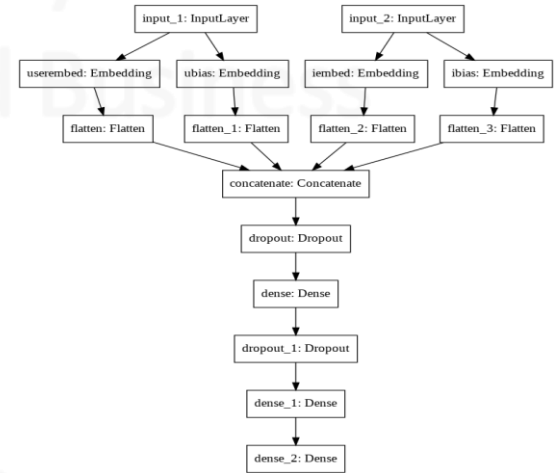 input_1: InputLayer input_2: InputLayer
userembed: Embedding ubias: Embedding iembed: Embedding ibias: Embedding
flatten: Flatten flatten_1: Flatten flatten_2: Flatten flatten_3: Flatten
concatenate: Concatenate
dropout: Dropout
dense: Dense
dropout_1: Dropout
dense_1: Dense
dense_2: Dense